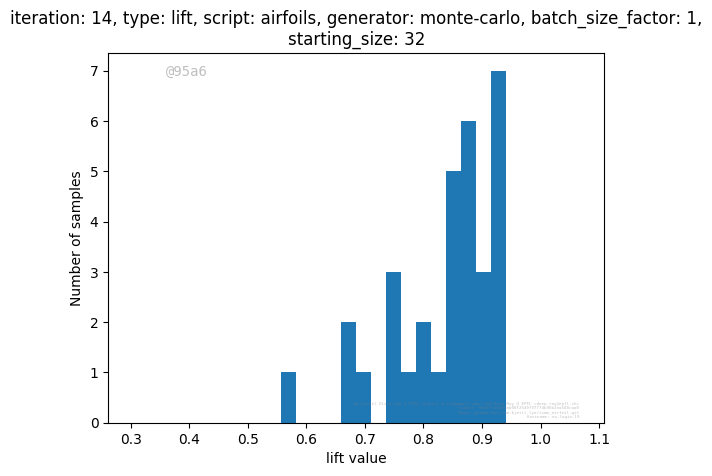 iteration: 14, type: lift, script: airfoils, generator: monte-carlo, batch_size_factor: 1,
starting_size: 32
@95a6
7
6
5
4
3
2
1
0
Number of samples
0.3 0.4 0.5 0.6 0.7 0.8 0.9 1.0 1.1
lift value